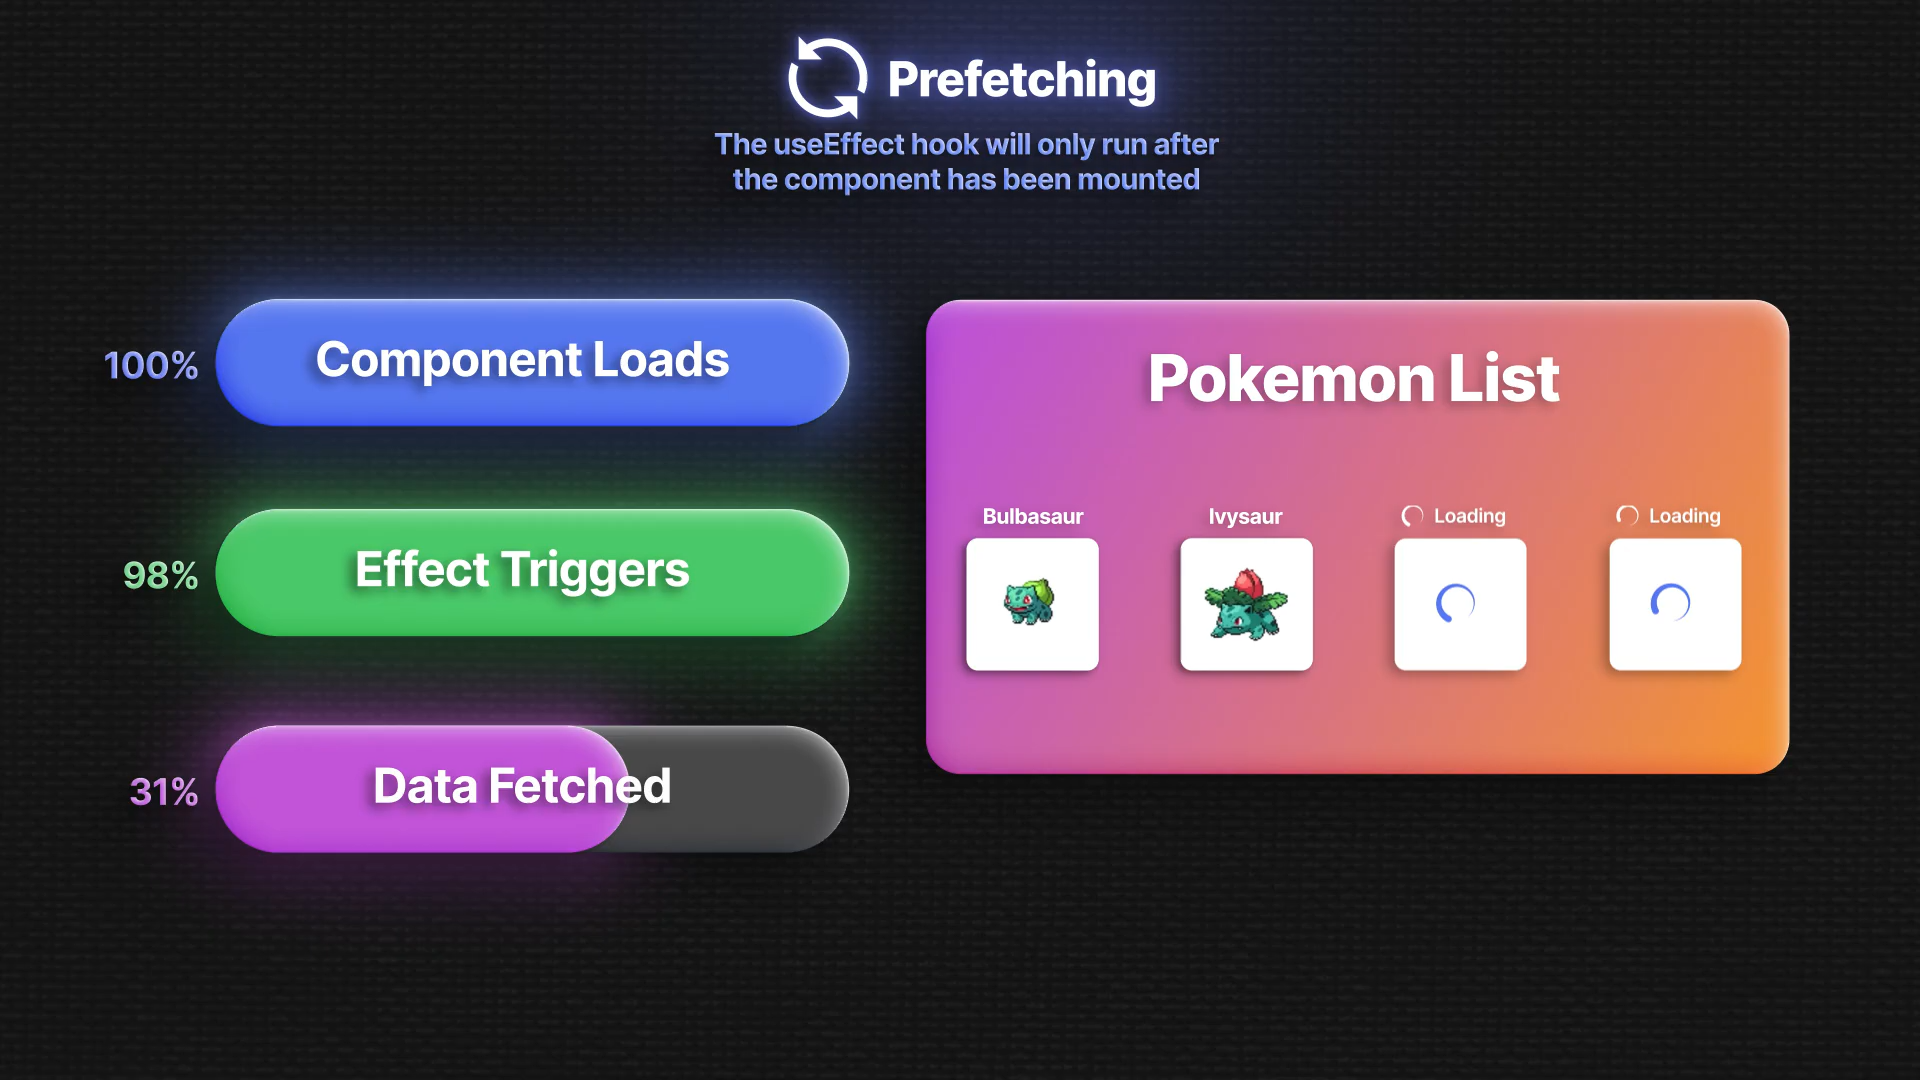 Prefetching
The useEffect hook will only run after
the component has been mounted
100%
Component Loads
98%
Effect Triggers
31%
Data Fetched
Pokemon List
Bulbasaur
Ivysaur
Loading
Loading